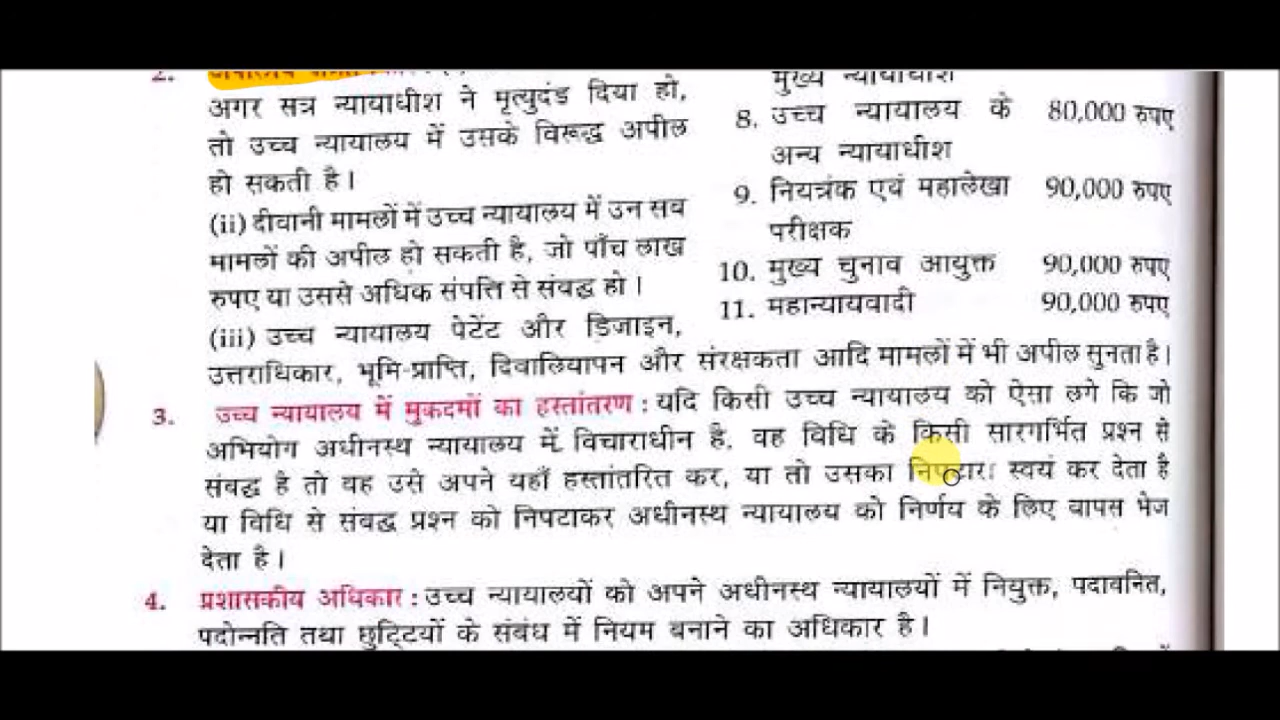 2.
अगर सत्र न्यायाधीश ने मृत्युदंड दिया हो,
तो उच्च न्यायालय में उसके विरूद्ध अपील
हो सकती है।
(ii) दीवानी मामलों में उच्च न्यायालय में उन सब
मामलों की अपील हो सकती है, जो पाँच लाख
रुपए या उससे अधिक संपत्ति से संबद्ध हो।
(iii) उच्च न्यायालय पेटेंट और डिजाइन,
मुख्य न्यायाधीश
8. उच्च न्यायालय के 80,000 रुपए
अन्य न्यायाधीश
9. नियत्रंक एवं महालेखा 90,000 रुपए
परीक्षक
10. मुख्य चुनाव आयुक्त 90,000 रुपए
11. महान्यायवादी 90,000 रुपए
उत्तराधिकार, भूमि-प्राप्ति, दिवालियापन और संरक्षकता आदि मामलों में भी अपील सुनता है।
3. उच्च न्यायालय में मुकदमों का हस्तांतरण : यदि किसी उच्च न्यायालय को ऐसा लगे कि जो
अभियोग अधीनस्थ न्यायालय में विचाराधीन है, वह विधि के किसी सारगर्भित प्रश्न से
संबद्ध है तो वह उसे अपने यहाँ हस्तांतरित कर, या तो उसका निपटारा स्वयं कर देता है
या विधि से संबद्ध प्रश्न को निपटाकर अधीनस्थ न्यायालय को निर्णय के लिए वापस भेज
देता है।
4. प्रशासकीय अधिकार : उच्च न्यायालयों को अपने अधीनस्थ न्यायालयों में नियुक्त, पदावनित,
पदोन्नति तथा छुट्टियों के संबंध में नियम बनाने का अधिकार है।